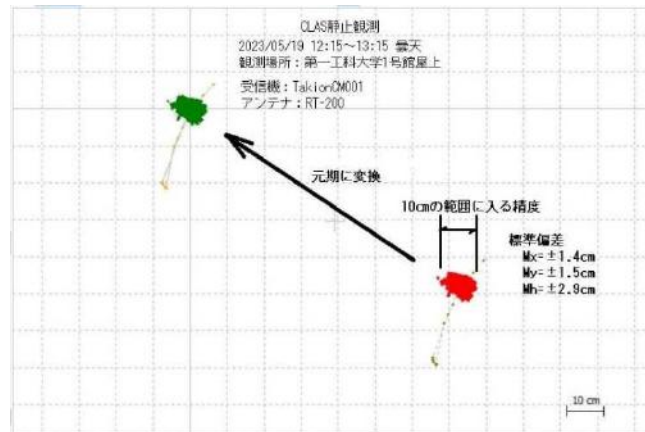 CLAS静止観測
2023/05/19 12:15～13:15 曇天
観測場所：第一工科大学1号館屋上
受信機：TakionCM001
アンテナ：RT-200
元期に変換
10cmの範囲に入る精度
標準偏差
Mx=±1.4cm
My=±1.5cm
Mh=±2.9cm
10 cm